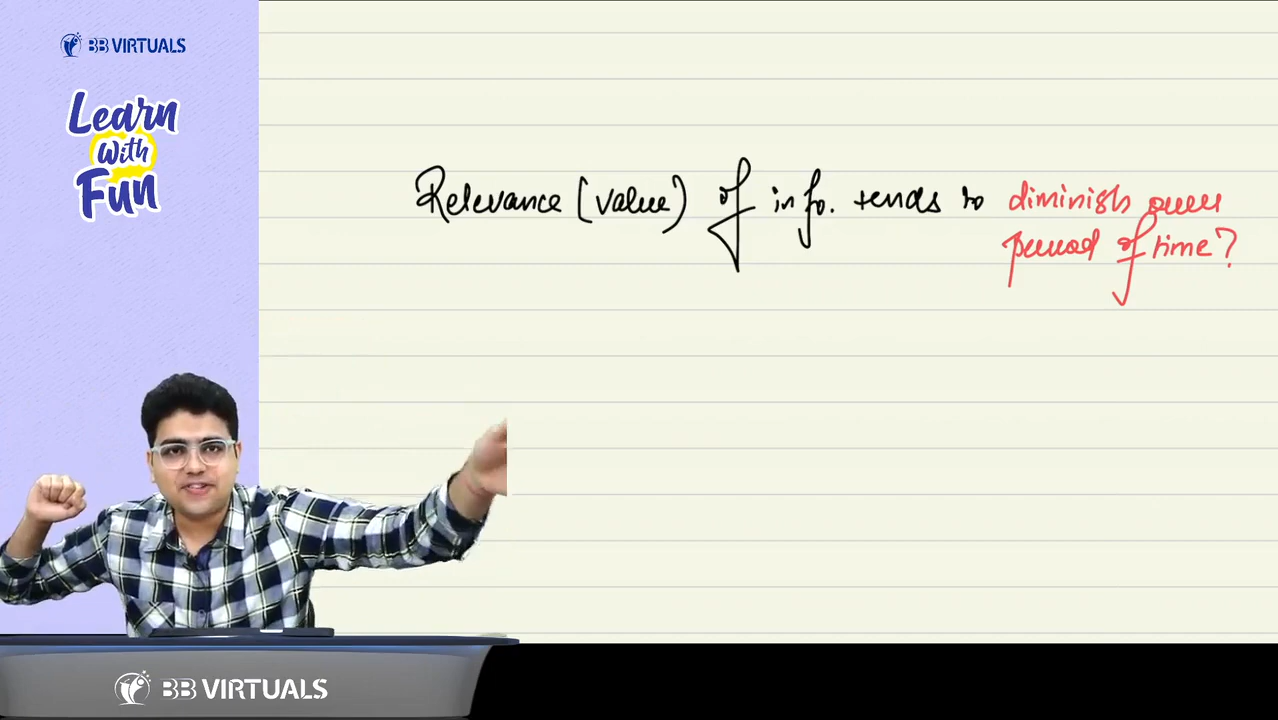 BB VIRTUALS
Learn
with
Fun
Relevance (value) of info. tends to diminish over
period of time?
BB VIRTUALS